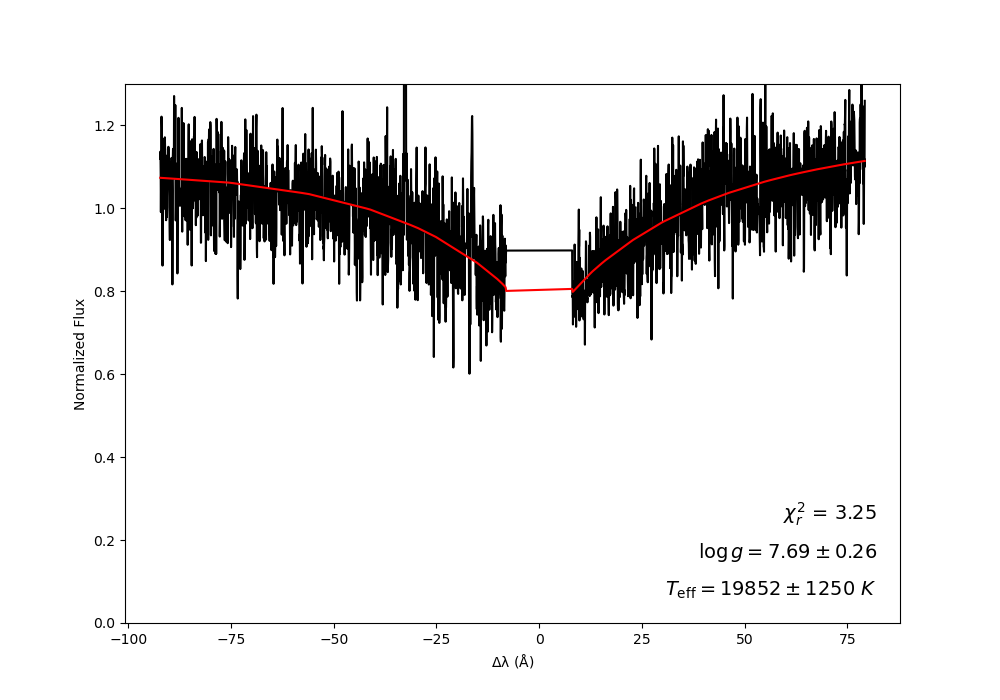 1.2
1.0
0.8
0.6
0.4
0.2
0.0
Normalized Flux
χ²ᵣ = 3.25
log g = 7.69 ± 0.26
T_eff = 19852 ± 1250 K
−100 −75 −50 −25 0 25 50 75
Δλ (Å)